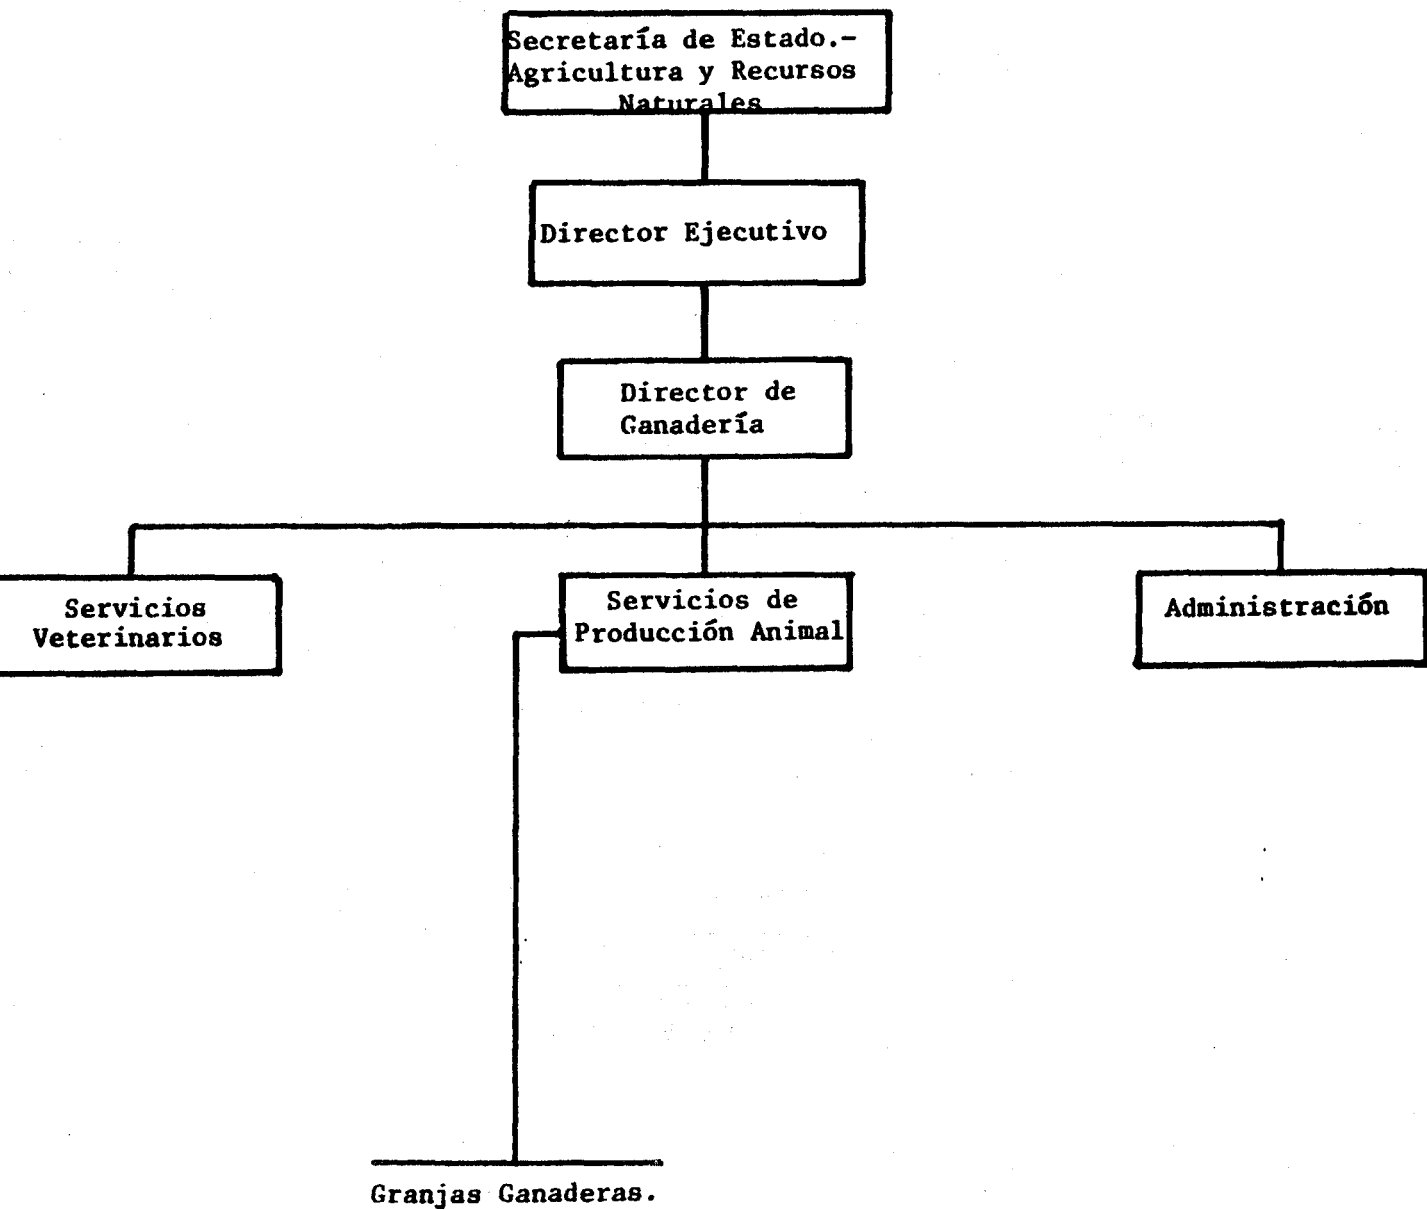 Secretaría de Estado.-
Agricultura y Recursos
Naturales
Director Ejecutivo
Director de
Ganadería
Servicios
Veterinarios
Servicios de
Producción Animal
Administración
Granjas Ganaderas.